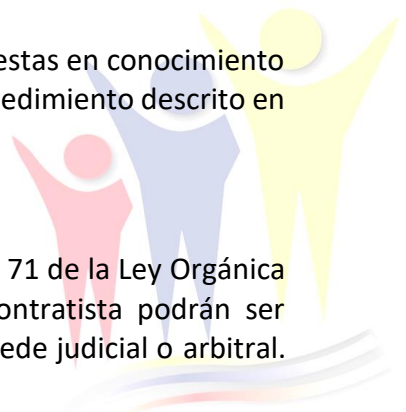 estas en conocimiento
edimiento descrito en
71 de la Ley Orgánica
ontratista podrán ser
ede judicial o arbitral.